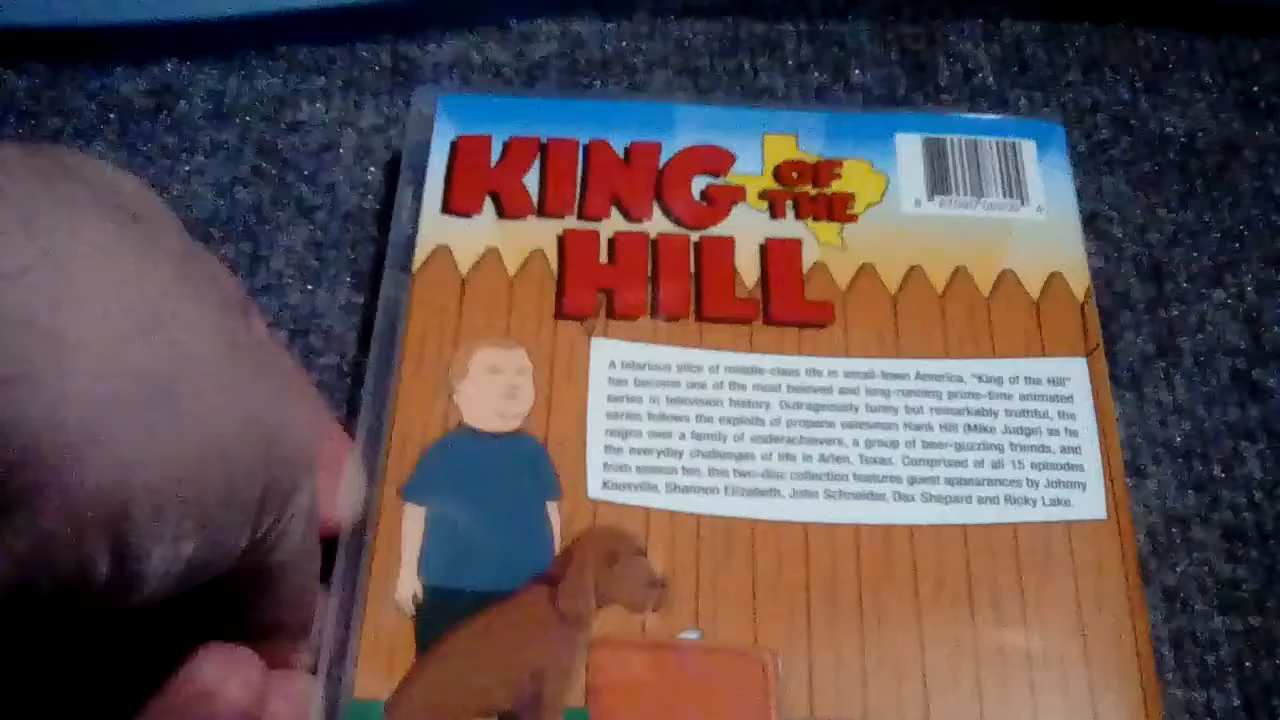 KING OF THE
HILL
A hilarious slice of middle-class life in small-town America, "King of the Hill"
has become one of the most beloved and long-running prime-time animated
series in television history. Outrageously funny but remarkably truthful, the
series follows the exploits of propane salesman Hank Hill (Mike Judge) as he
reigns over a family of underachievers, a group of beer-guzzling friends, and
the everyday challenges of life in Arlen, Texas. Comprised of all 15 episodes
from season ten, this two-disc collection features guest appearances by Johnny
Knoxville, Shannon Elizabeth, John Schneider, Dax Shepard and Ricky Lake.